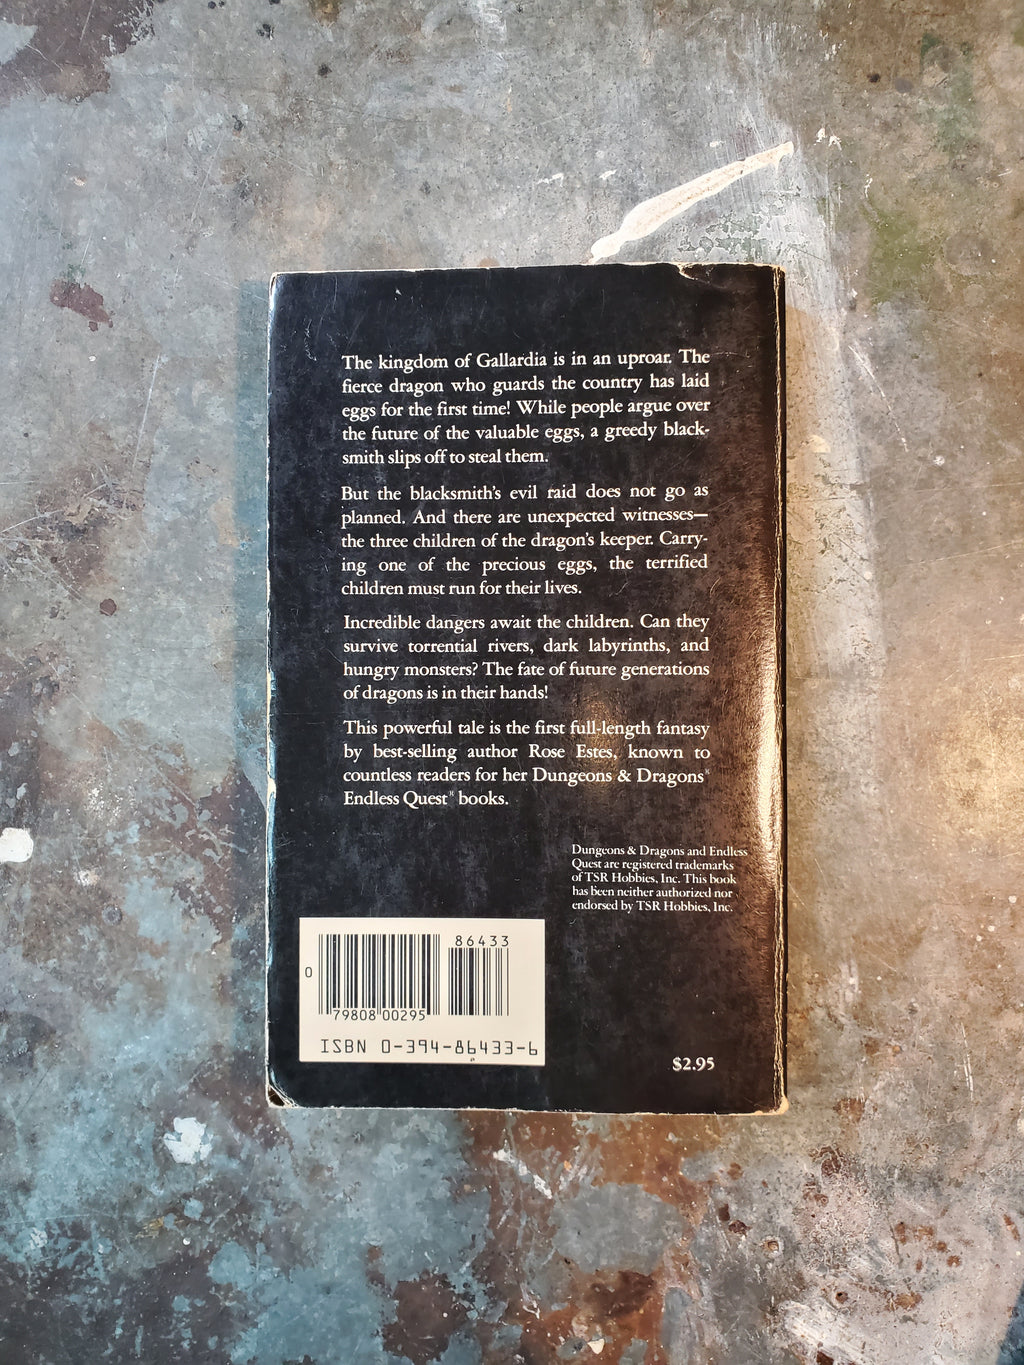 The kingdom of Gallardia is in an uproar. The
fierce dragon who guards the country has laid
eggs for the first time! While people argue over
the future of the valuable eggs, a greedy black-
smith slips off to steal them.
But the blacksmith's evil raid does not go as
planned. And there are unexpected witnesses—
the three children of the dragon's keeper. Carry-
ing one of the precious eggs, the terrified
children must run for their lives.
Incredible dangers await the children. Can they
survive torrential rivers, dark labyrinths, and
hungry monsters? The fate of future generations
of dragons is in their hands!
This powerful tale is the first full-length fantasy
by best-selling author Rose Estes, known to
countless readers for her Dungeons & Dragons®
Endless Quest® books.
Dungeons & Dragons and Endless
Quest are registered trademarks
of TSR Hobbies, Inc. This book
has been neither authorized nor
endorsed by TSR Hobbies, Inc.
86433
0
79808 00295
ISBN 0-394-86433-6
$2.95